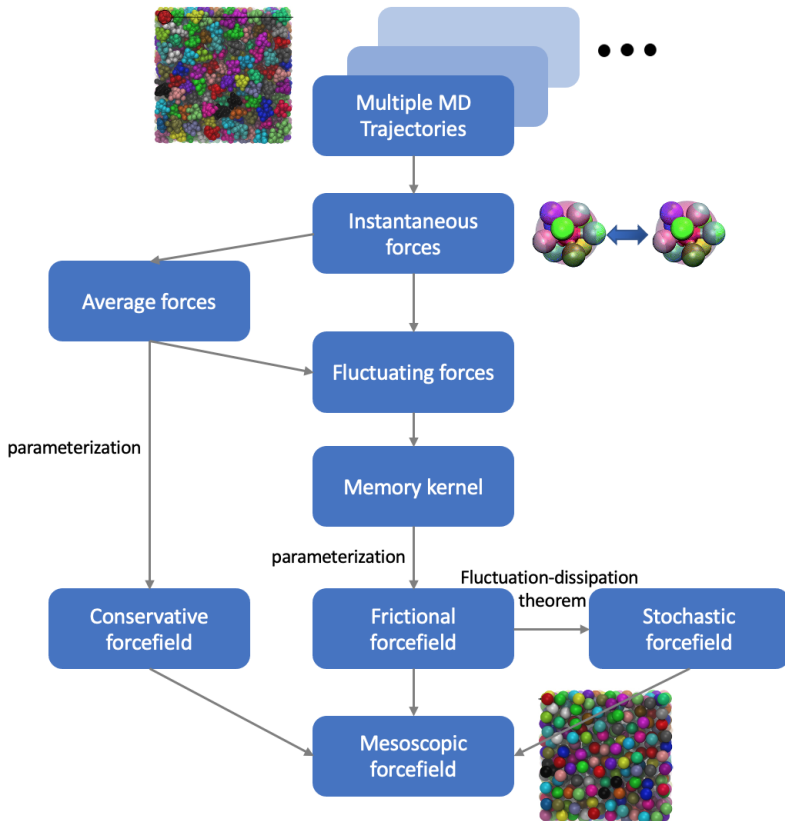 Multiple MD
Trajectories
Instantaneous
forces
Average forces
Fluctuating forces
parameterization
Memory kernel
parameterization
Fluctuation-dissipation
theorem
Conservative
forcefield
Frictional
forcefield
Stochastic
forcefield
Mesoscopic
forcefield